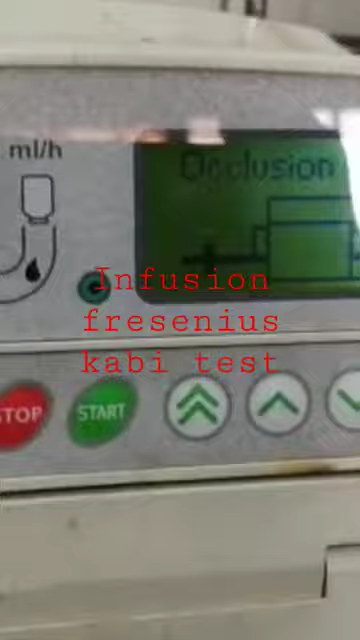 ml/h
Occlusion
Infusion
fresenius
kabi test
STOP
START